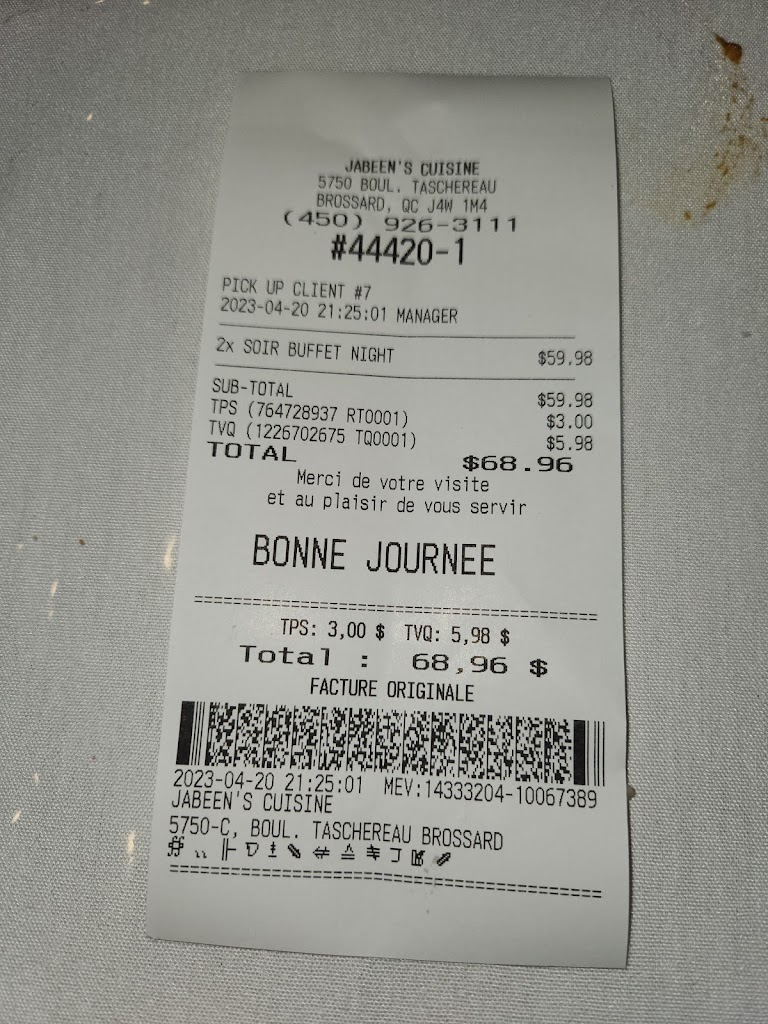 JABEEN'S CUISINE
5750 BOUL. TASCHEREAU
BROSSARD, QC J4W 1M4
(450) 926-3111
#44420-1
PICK UP CLIENT #7
2023-04-20 21:25:01 MANAGER
2x SOIR BUFFET NIGHT $59.98
SUB-TOTAL $59.98
TPS (764728937 RT0001) $3.00
TVQ (1226702675 TQ0001) $5.98
TOTAL $68.96
Merci de votre visite
et au plaisir de vous servir
BONNE JOURNEE
TPS: 3,00 $ TVQ: 5,98 $
Total : 68,96 $
FACTURE ORIGINALE
2023-04-20 21:25:01 MEV:14333204-10067389
JABEEN'S CUISINE
5750-C, BOUL. TASCHEREAU BROSSARD